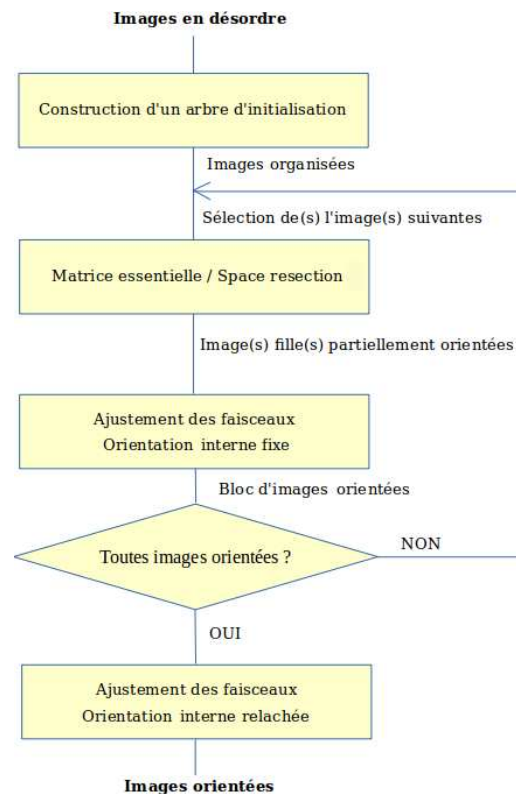 Images en désordre
Construction d'un arbre d'initialisation
Images organisées
Sélection de(s) l'image(s) suivantes
Matrice essentielle / Space resection
Image(s) fille(s) partiellement orientées
Ajustement des faisceaux
Orientation interne fixe
Bloc d'images orientées
Toutes images orientées ?
NON
OUI
Ajustement des faisceaux
Orientation interne relachée
Images orientées